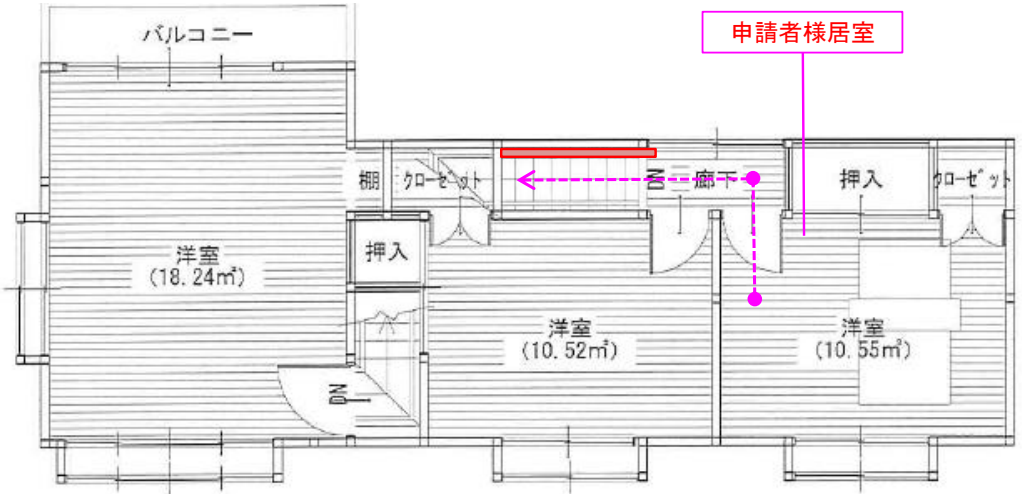 バルコニー
申請者様居室
棚
クローゼット
DN
廊下
押入
クローゼット
押入
洋室
(18.24㎡)
洋室
(10.52㎡)
洋室
(10.55㎡)
DN